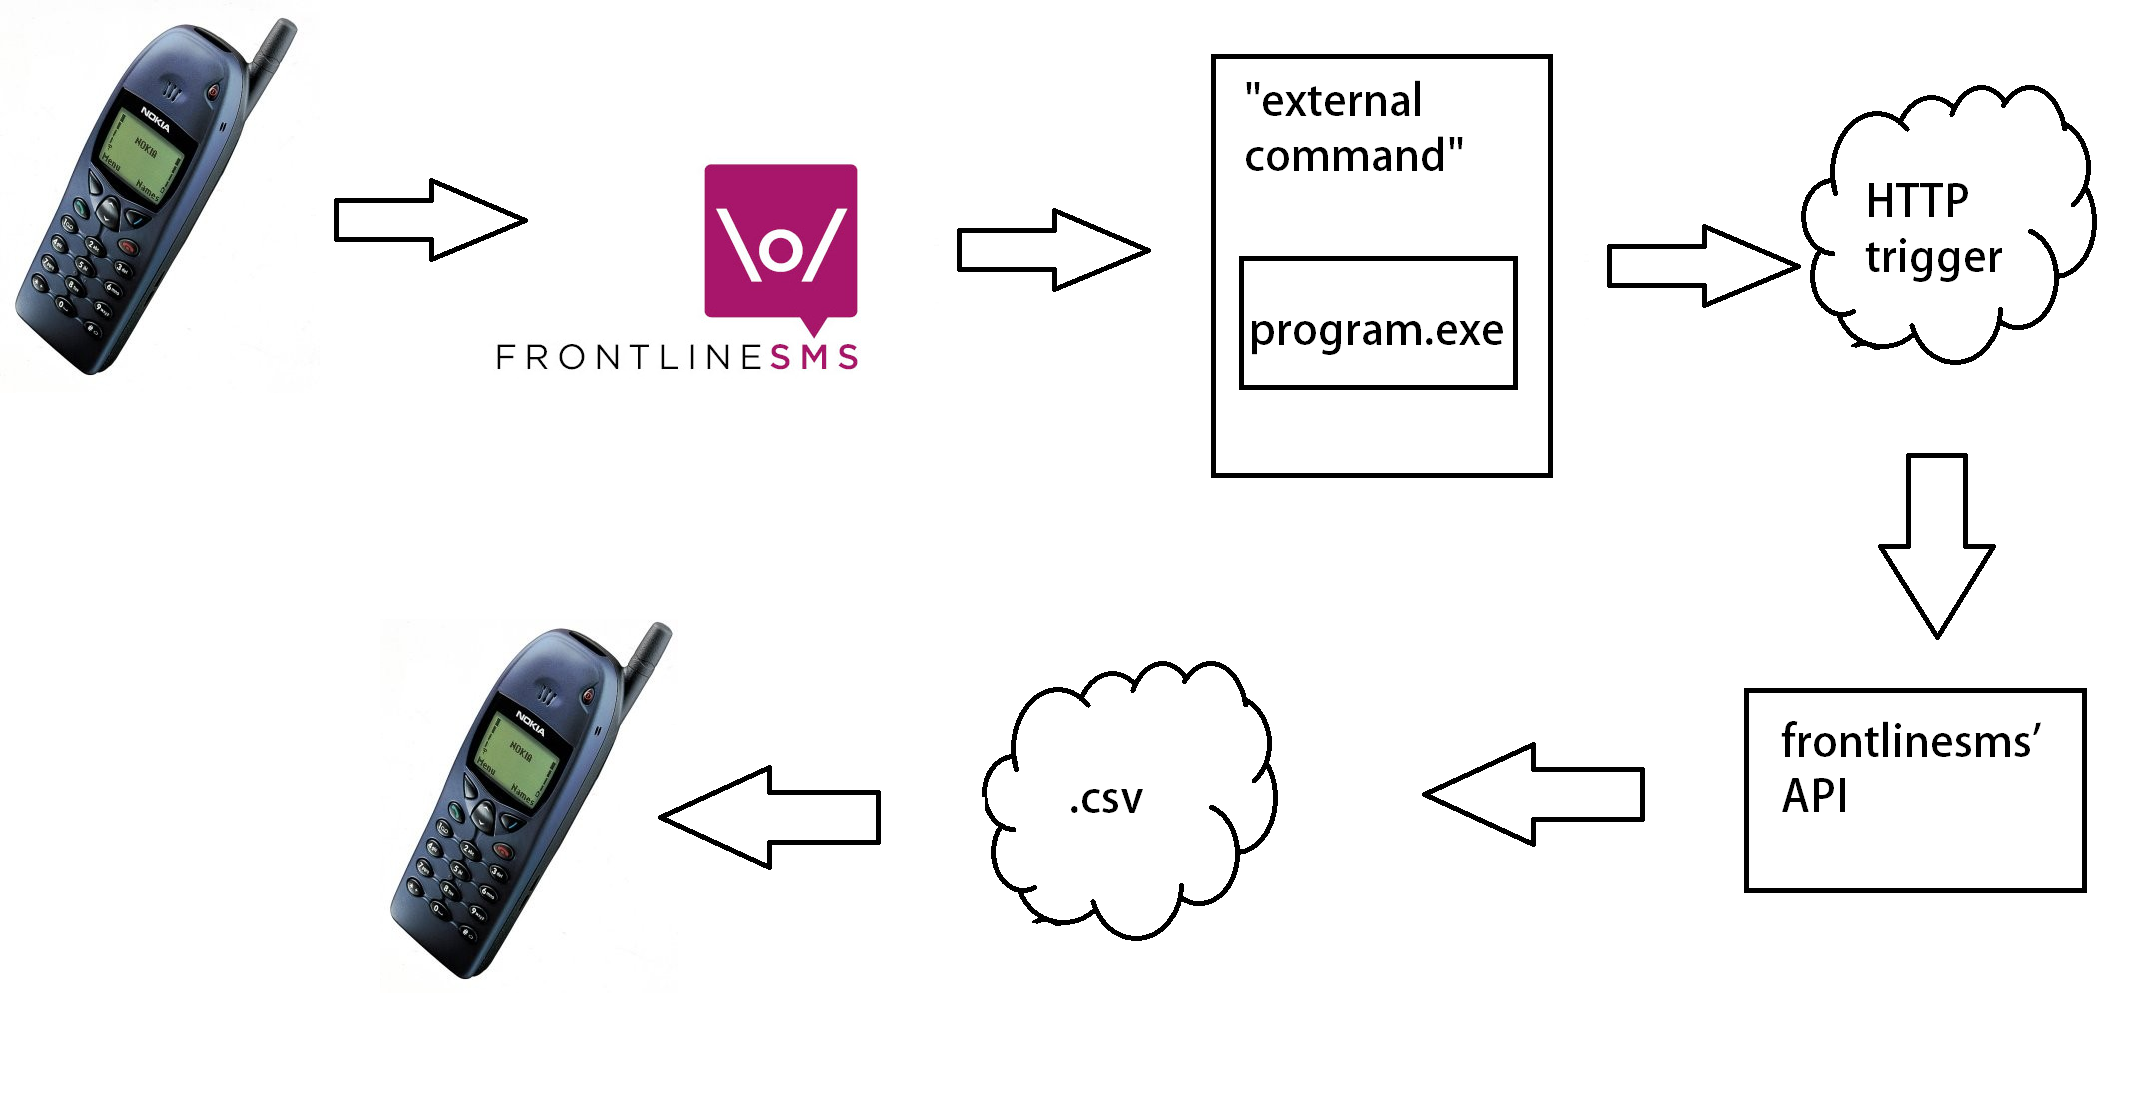 NOKIA
NOKIA
Menu
Names
FRONTLINESMS
"external
command"
program.exe
HTTP
trigger
frontlinesms’
API
.csv
NOKIA
NOKIA
Menu
Names